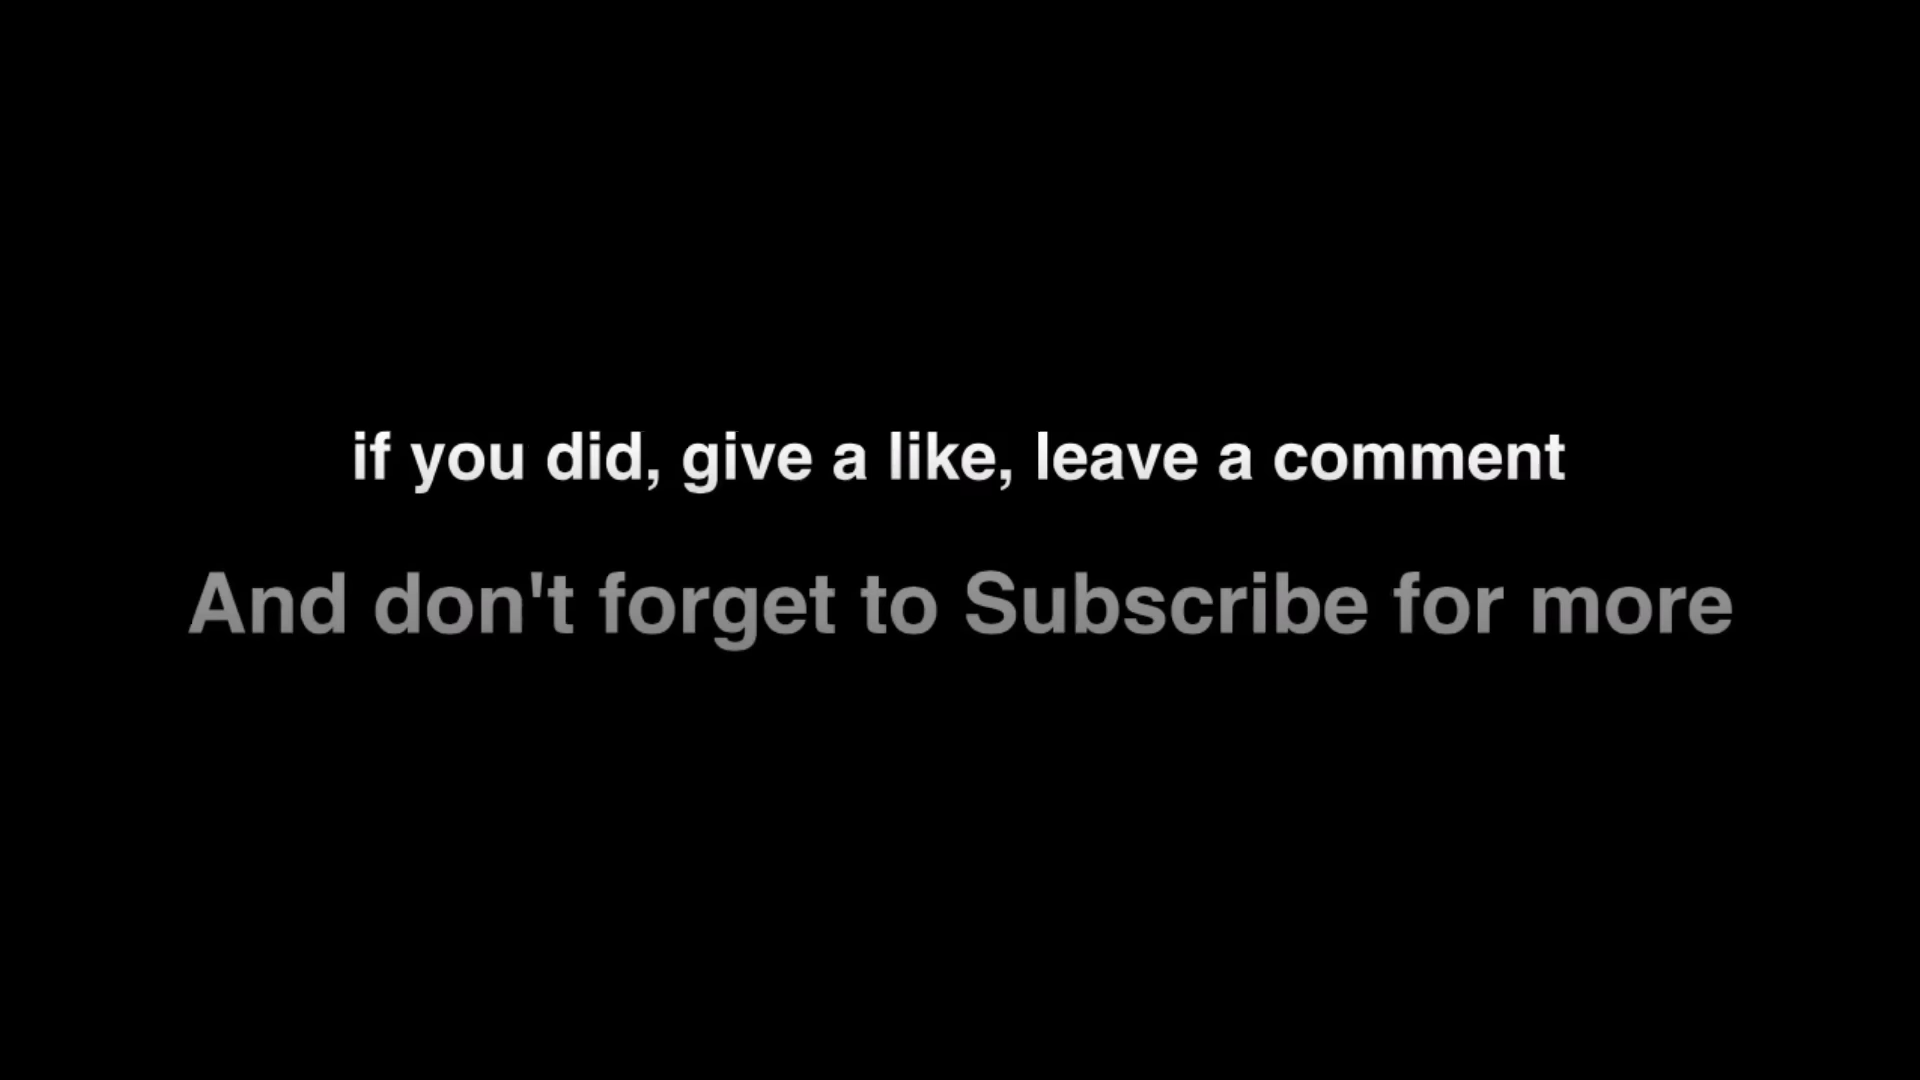 if you did, give a like, leave a comment
And don't forget to Subscribe for more